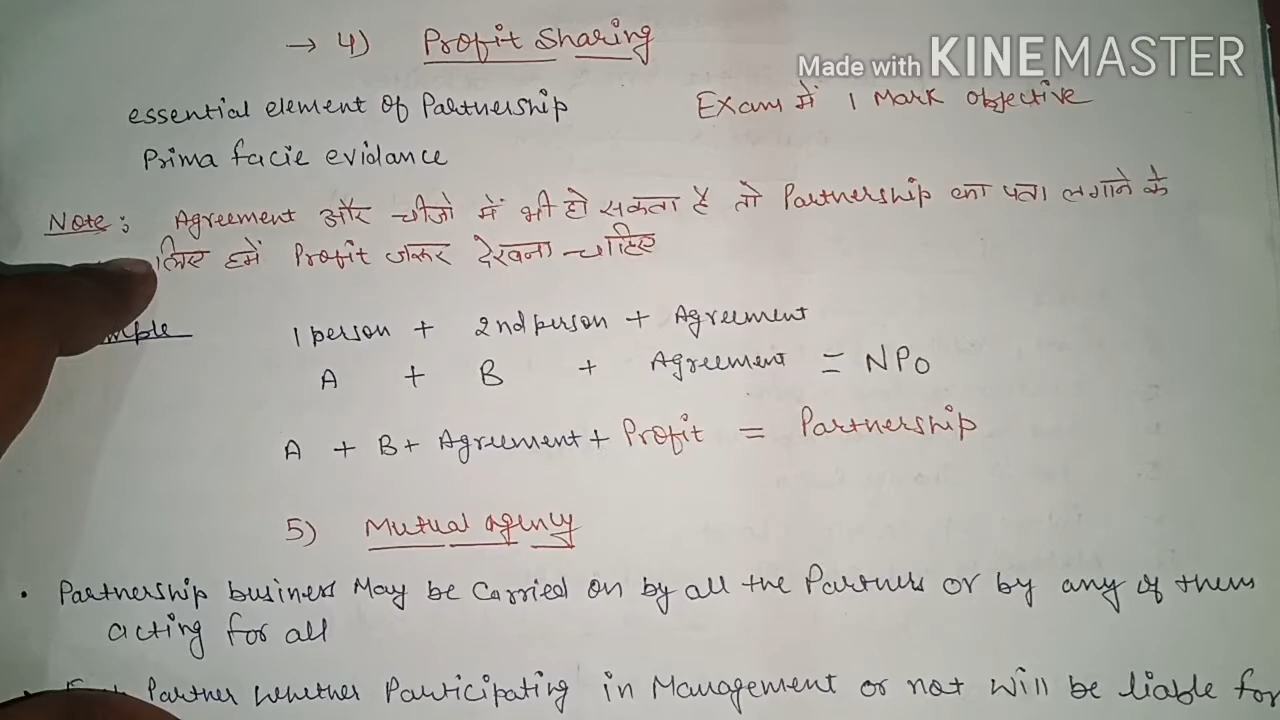 → 4) Profit Sharing
Made with KINEMASTER
essential element of Partnership
Exam में 1 Mark objective
Prima facie evidance
Note: Agreement और चीजो में भी हो सकता है तो Partnership का पता लगाने के
लिए हमें Profit जरूर देखना चाहिए
mple
1 person + 2nd person + Agreement
A + B + Agreement = NPO
A + B + Agreement + Profit = Partnership
5) Mutual agency
• Partnership business May be Carried on by all the Partners or by any of them
acting for all
Partner whether Participating in Management or not will be liable for